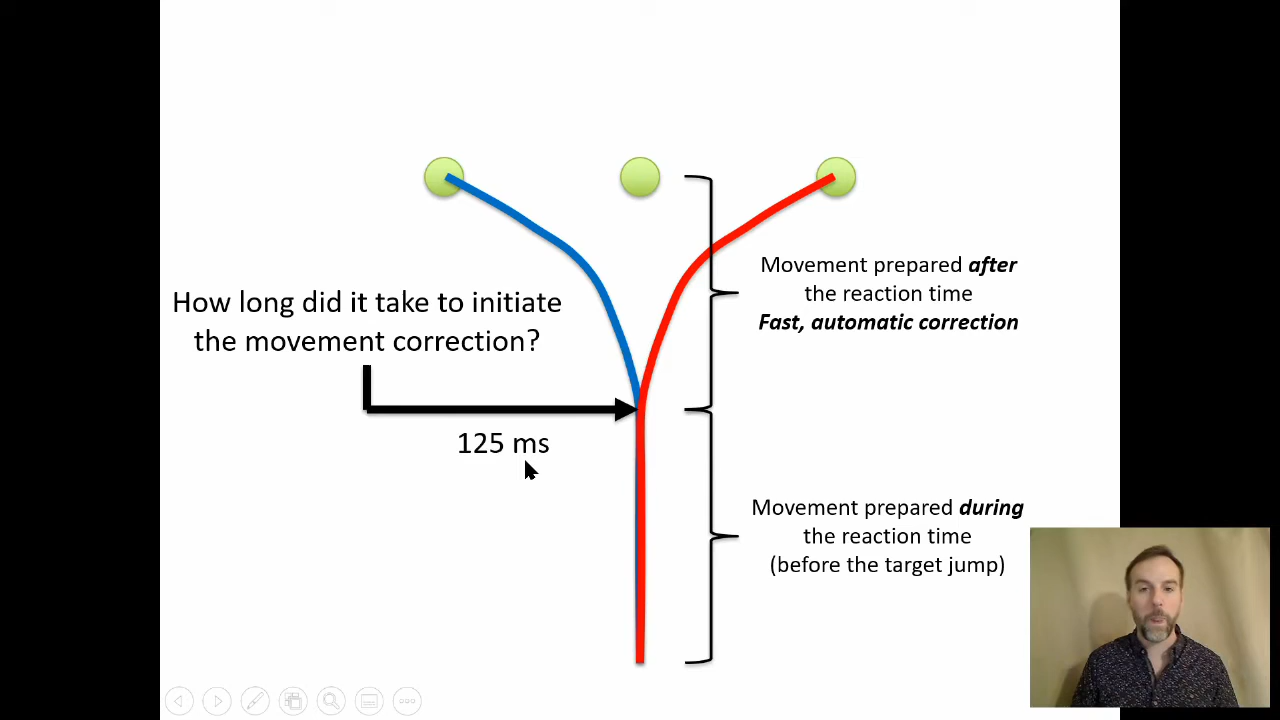 Movement prepared after
the reaction time
Fast, automatic correction
How long did it take to initiate
the movement correction?
125 ms
Movement prepared during
the reaction time
(before the target jump)